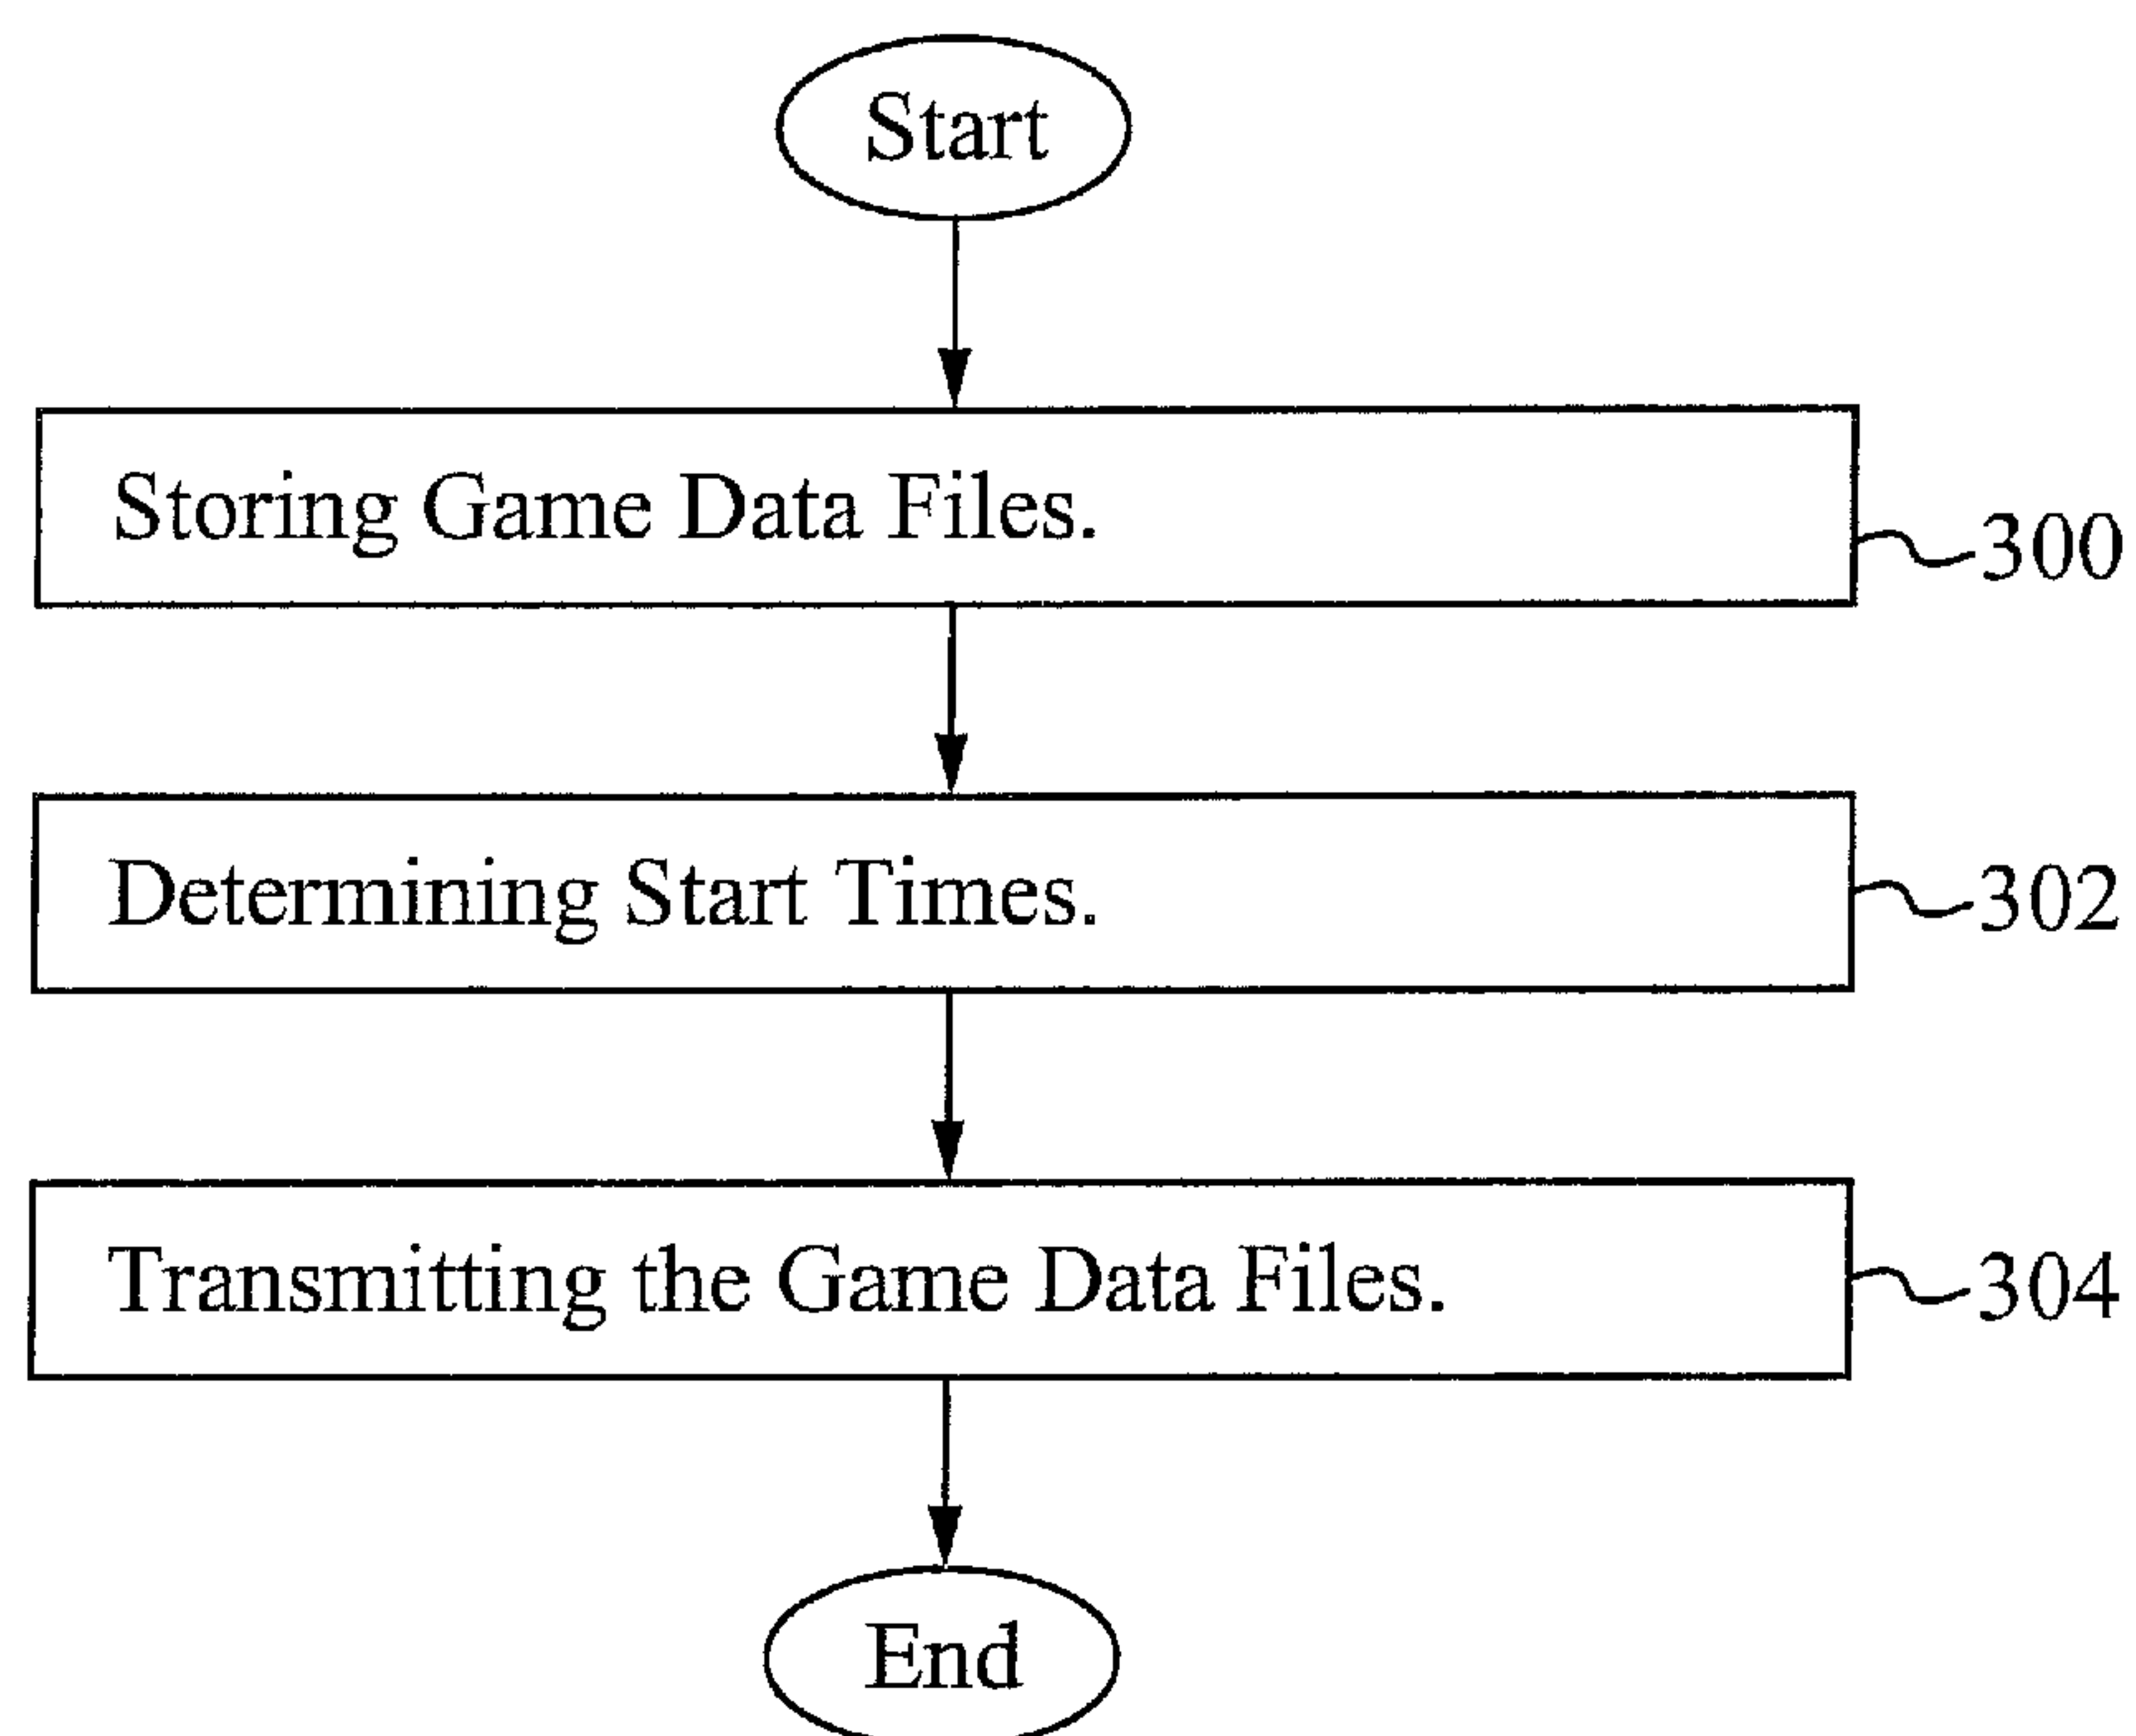 Start
Storing Game Data Files.
300
Determining Start Times.
302
Transmitting the Game Data Files.
304
End